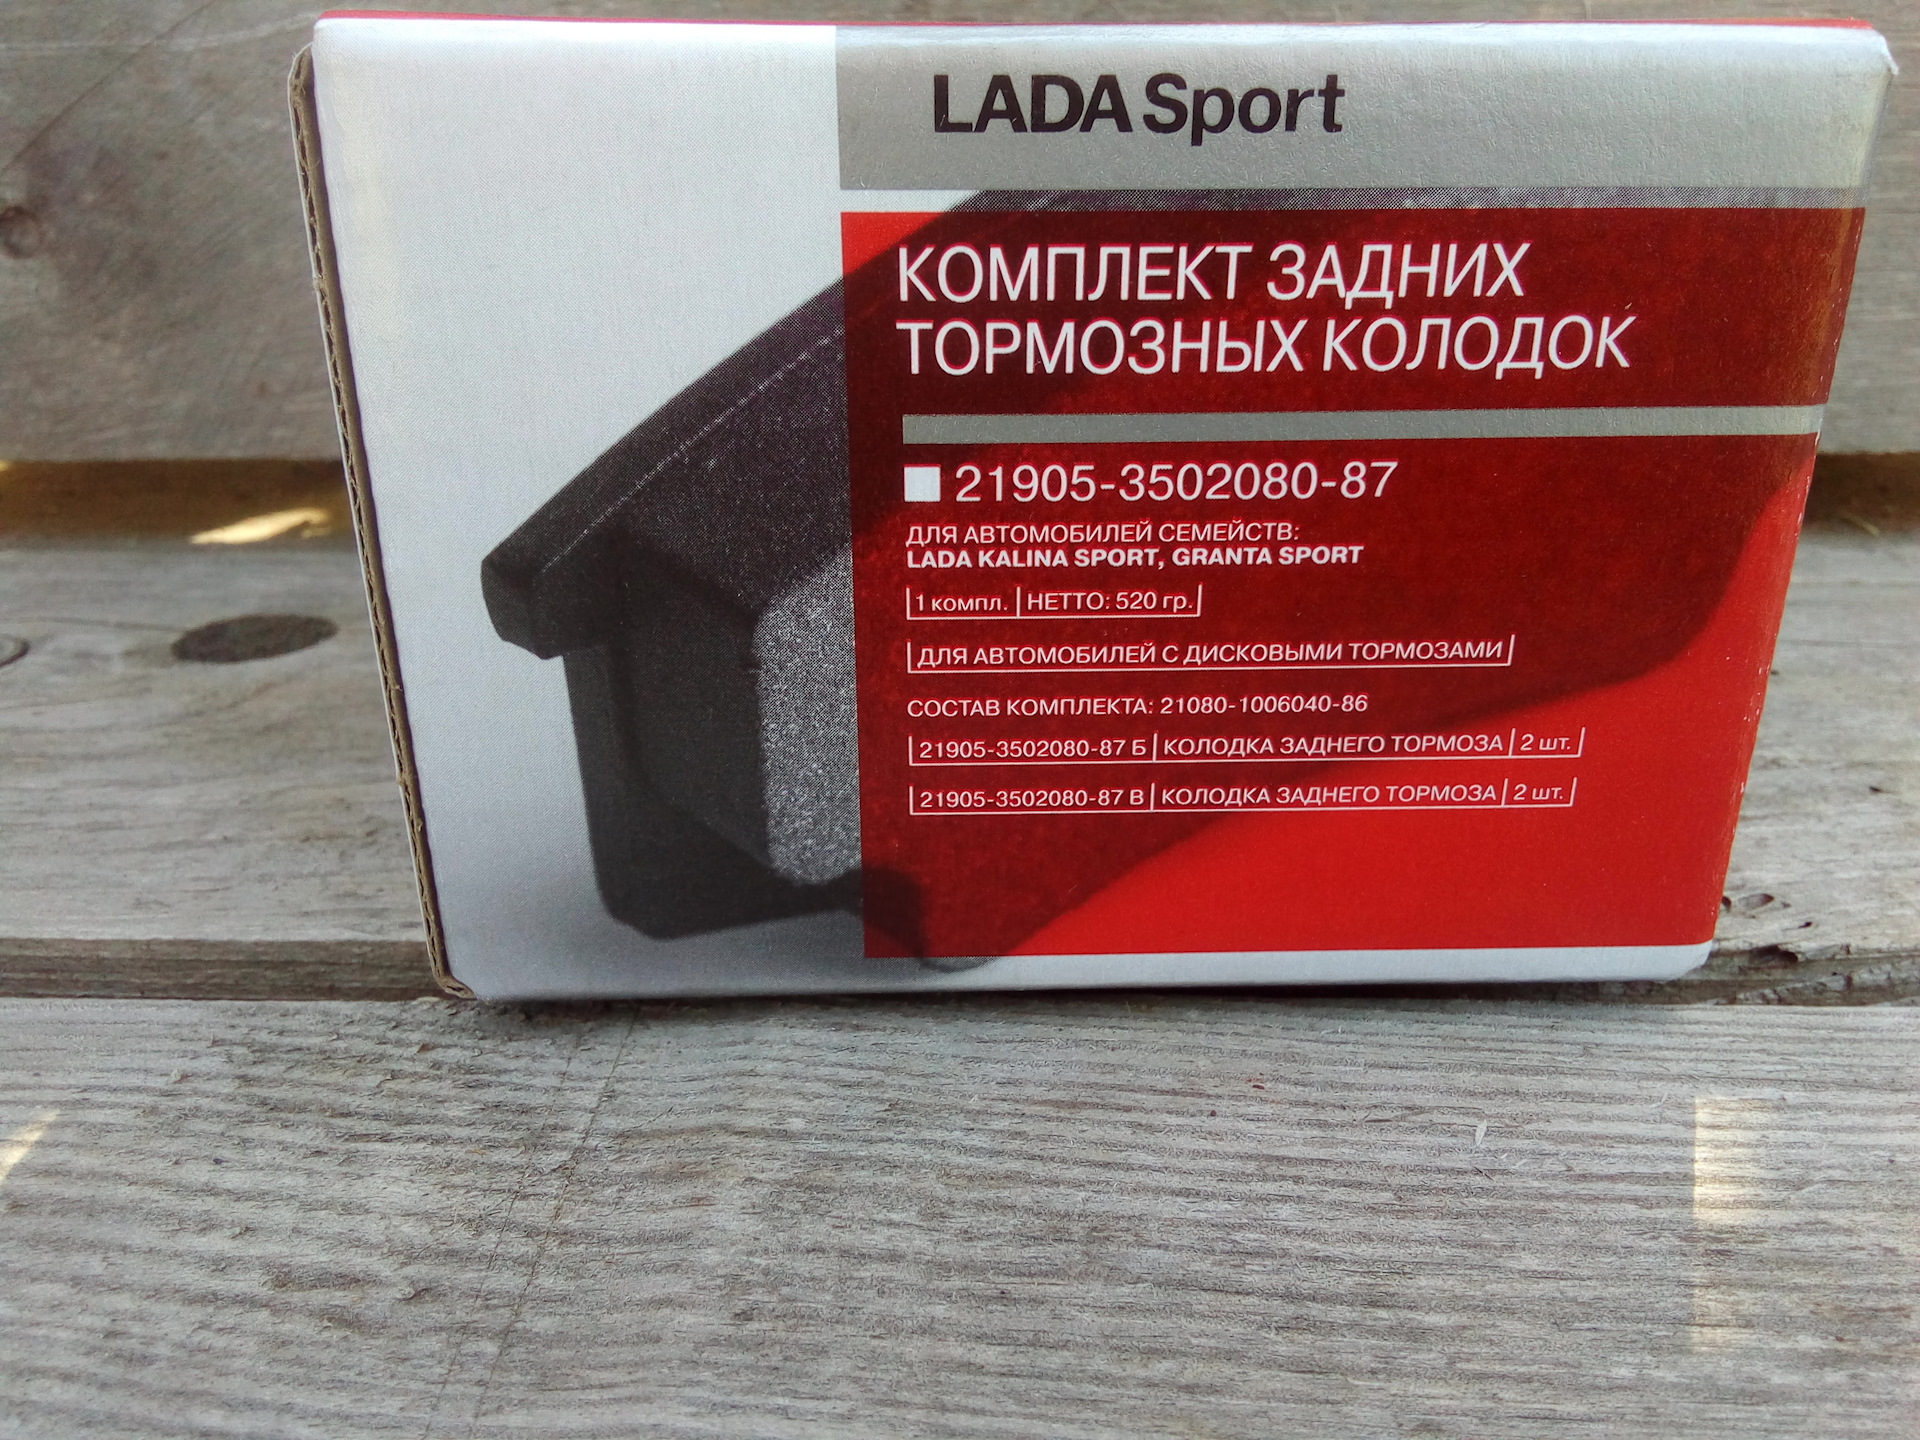 LADA Sport
КОМПЛЕКТ ЗАДНИХ
ТОРМОЗНЫХ КОЛОДОК
21905-3502080-87
ДЛЯ АВТОМОБИЛЕЙ СЕМЕЙСТВ:
LADA KALINA SPORT, GRANTA SPORT
1 компл. НЕТТО: 520 гр.
ДЛЯ АВТОМОБИЛЕЙ С ДИСКОВЫМИ ТОРМОЗАМИ
СОСТАВ КОМПЛЕКТА: 21080-1006040-86
21905-3502080-87 Б КОЛОДКА ЗАДНЕГО ТОРМОЗА 2 шт.
21905-3502080-87 В КОЛОДКА ЗАДНЕГО ТОРМОЗА 2 шт.